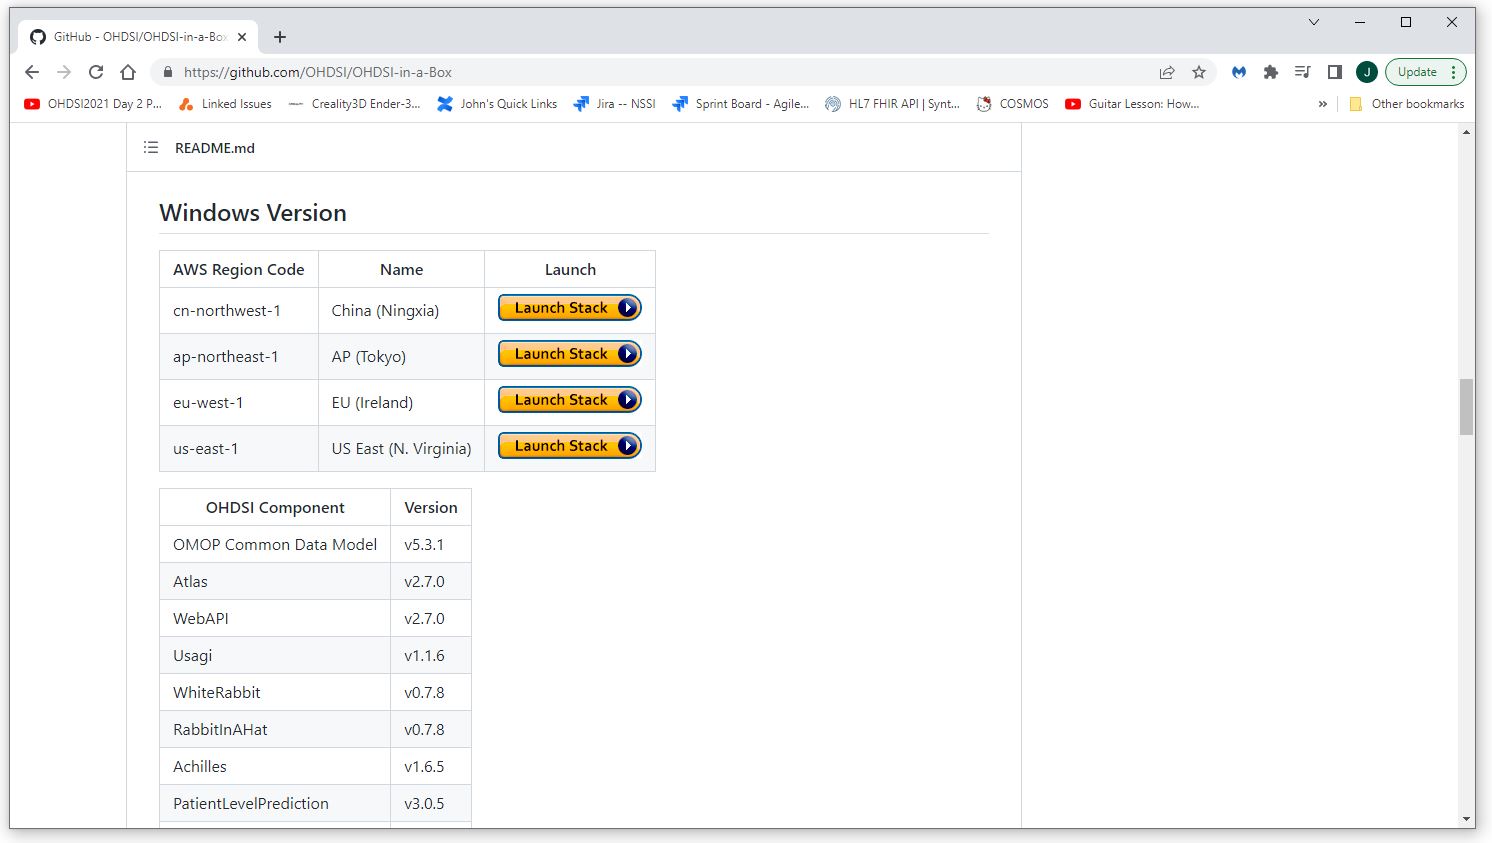 GitHub - OHDSI/OHDSI-in-a-Box
https://github.com/OHDSI/OHDSI-in-a-Box
J
Update
OHDSI2021 Day 2 P...
Linked Issues
Creality3D Ender-3...
John's Quick Links
Jira -- NSSI
Sprint Board - Agile...
HL7 FHIR API | Synt...
COSMOS
Guitar Lesson: How...
»
Other bookmarks
README.md
Windows Version
AWS Region Code Name Launch
cn-northwest-1 China (Ningxia) Launch Stack
ap-northeast-1 AP (Tokyo) Launch Stack
eu-west-1 EU (Ireland) Launch Stack
us-east-1 US East (N. Virginia) Launch Stack
OHDSI Component Version
OMOP Common Data Model v5.3.1
Atlas v2.7.0
WebAPI v2.7.0
Usagi v1.1.6
WhiteRabbit v0.7.8
RabbitInAHat v0.7.8
Achilles v1.6.5
PatientLevelPrediction v3.0.5